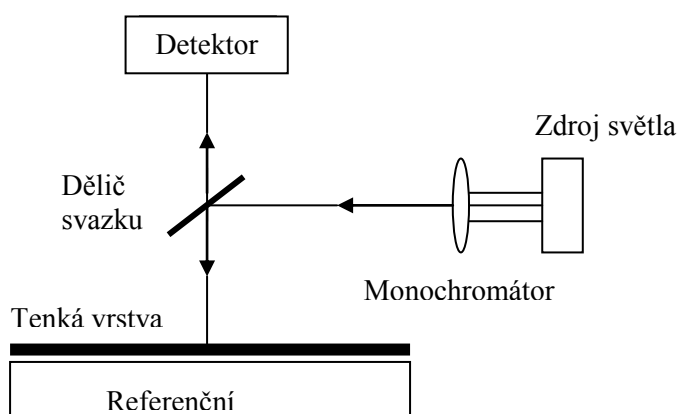 Detektor
Zdroj světla
Dělič
svazku
Monochromátor
Tenká vrstva
Referenční